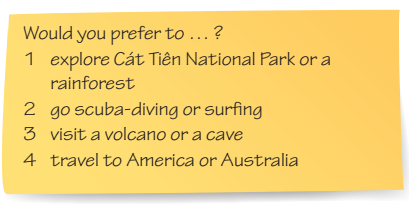 Would you prefer to … ?
1 explore Cát Tiên National Park or a
rainforest
2 go scuba-diving or surfing
3 visit a volcano or a cave
4 travel to America or Australia